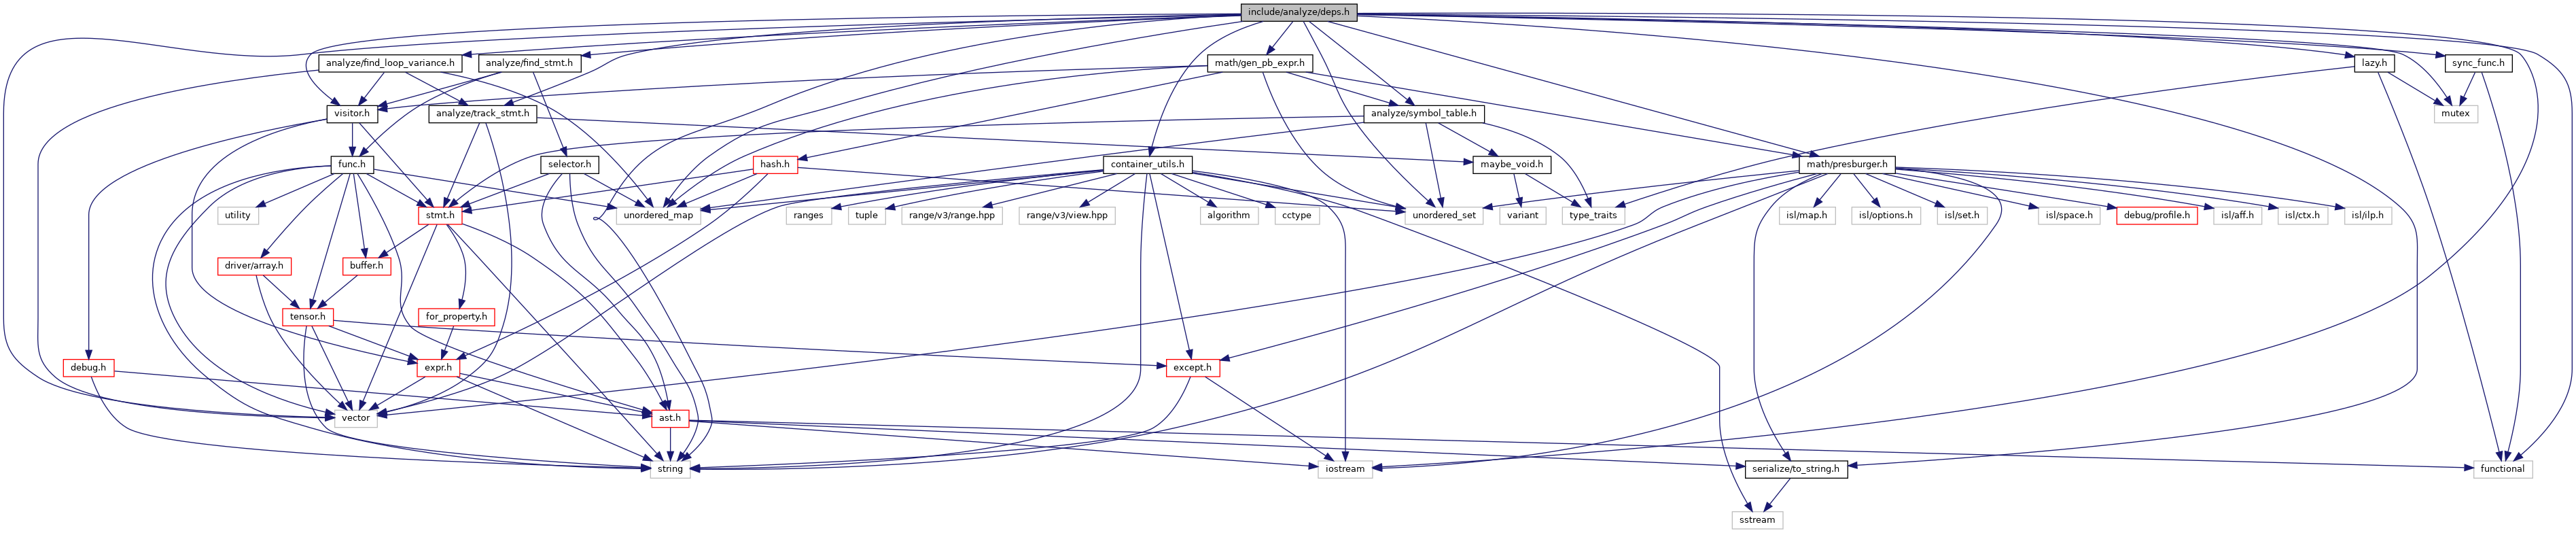 include/analyze/deps.h
analyze/find_loop_variance.h
analyze/find_stmt.h
math/gen_pb_expr.h
lazy.h
sync_func.h
visitor.h
analyze/track_stmt.h
analyze/symbol_table.h
mutex
func.h
selector.h
hash.h
container_utils.h
maybe_void.h
math/presburger.h
utility
stmt.h
unordered_map
ranges
tuple
range/v3/range.hpp
range/v3/view.hpp
algorithm
cctype
unordered_set
variant
type_traits
isl/map.h
isl/options.h
isl/set.h
isl/space.h
debug/profile.h
isl/aff.h
isl/ctx.h
isl/ilp.h
driver/array.h
buffer.h
tensor.h
for_property.h
debug.h
expr.h
except.h
vector
ast.h
string
iostream
serialize/to_string.h
functional
sstream